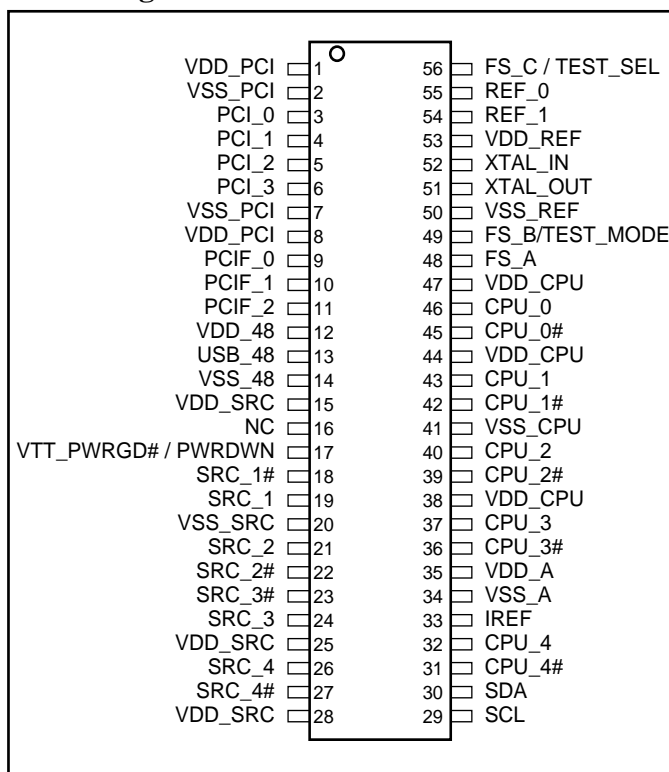 VDD_PCI 1 56 FS_C / TEST_SEL
VSS_PCI 2 55 REF_0
PCI_0 3 54 REF_1
PCI_1 4 53 VDD_REF
PCI_2 5 52 XTAL_IN
PCI_3 6 51 XTAL_OUT
VSS_PCI 7 50 VSS_REF
VDD_PCI 8 49 FS_B/TEST_MODE
PCIF_0 9 48 FS_A
PCIF_1 10 47 VDD_CPU
PCIF_2 11 46 CPU_0
VDD_48 12 45 CPU_0#
USB_48 13 44 VDD_CPU
VSS_48 14 43 CPU_1
VDD_SRC 15 42 CPU_1#
NC 16 41 VSS_CPU
VTT_PWRGD# / PWRDWN 17 40 CPU_2
SRC_1# 18 39 CPU_2#
SRC_1 19 38 VDD_CPU
VSS_SRC 20 37 CPU_3
SRC_2 21 36 CPU_3#
SRC_2# 22 35 VDD_A
SRC_3# 23 34 VSS_A
SRC_3 24 33 IREF
VDD_SRC 25 32 CPU_4
SRC_4 26 31 CPU_4#
SRC_4# 27 30 SDA
VDD_SRC 28 29 SCL